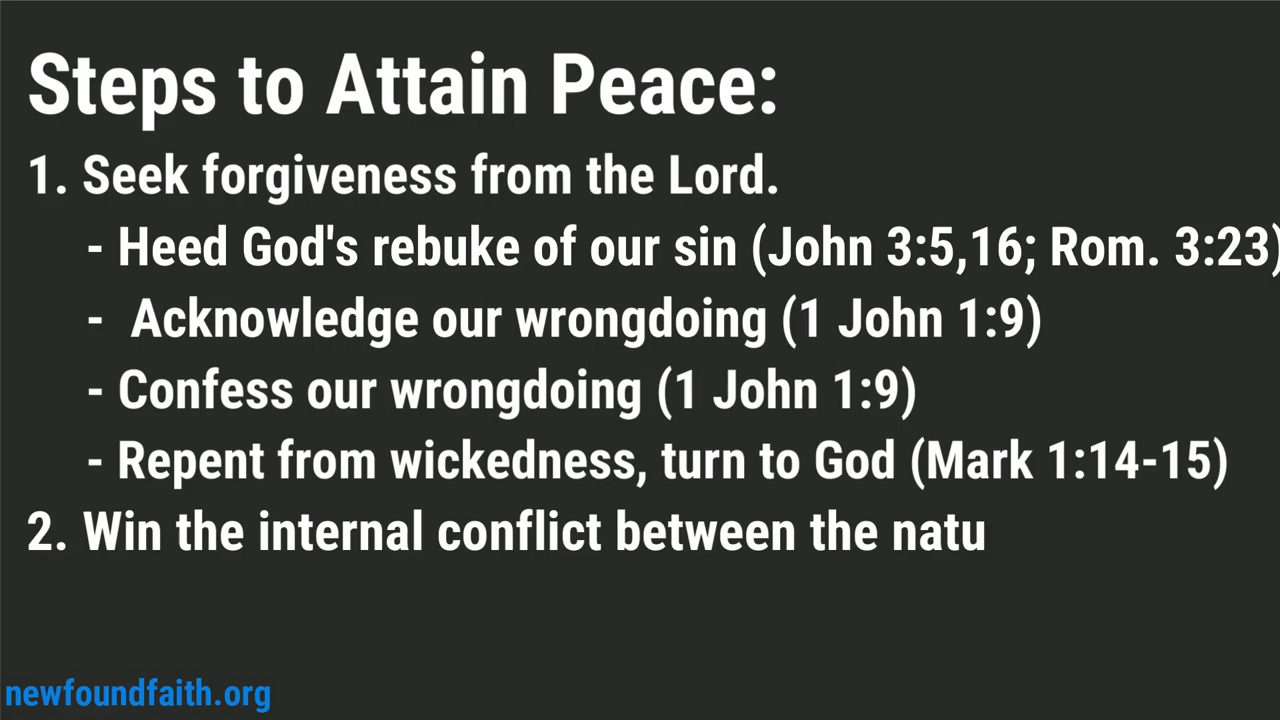 Steps to Attain Peace:
1. Seek forgiveness from the Lord.
- Heed God's rebuke of our sin (John 3:5,16; Rom. 3:23)
- Acknowledge our wrongdoing (1 John 1:9)
- Confess our wrongdoing (1 John 1:9)
- Repent from wickedness, turn to God (Mark 1:14-15)
2. Win the internal conflict between the natu
newfoundfaith.org